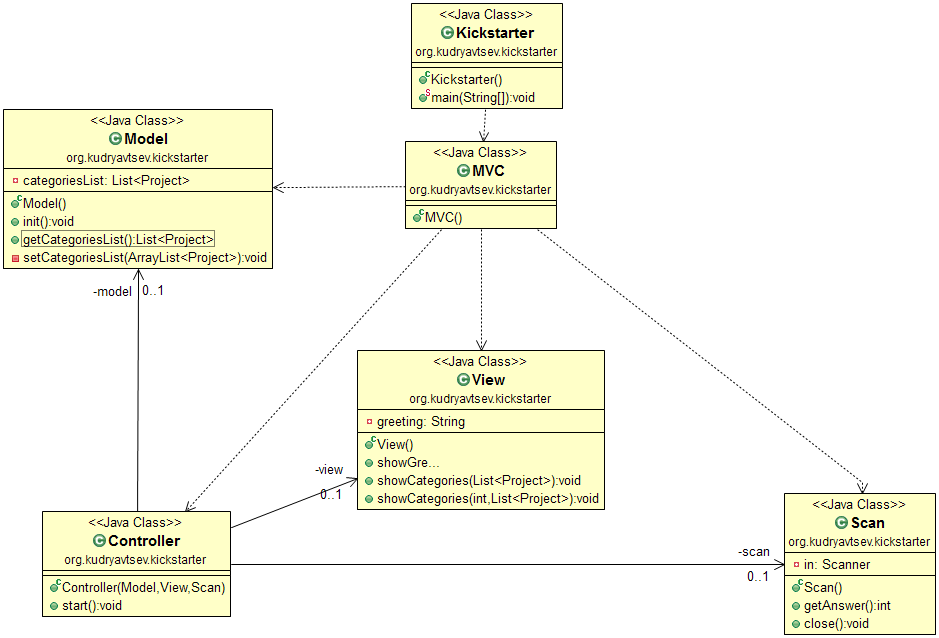 <<Java Class>>
Kickstarter
org.kudryavtsev.kickstarter
Kickstarter()
main(String[]):void
<<Java Class>>
Model
org.kudryavtsev.kickstarter
categoriesList: List<Project>
Model()
init():void
getCategoriesList():List<Project>
setCategoriesList(ArrayList<Project>):void
<<Java Class>>
MVC
org.kudryavtsev.kickstarter
MVC()
-model 0..1
<<Java Class>>
View
org.kudryavtsev.kickstarter
greeting: String
View()
showGre...
showCategories(List<Project>):void
showCategories(int,List<Project>):void
-view
0..1
<<Java Class>>
Controller
org.kudryavtsev.kickstarter
Controller(Model,View,Scan)
start():void
-scan
0..1
<<Java Class>>
Scan
org.kudryavtsev.kickstarter
in: Scanner
Scan()
getAnswer():int
close():void